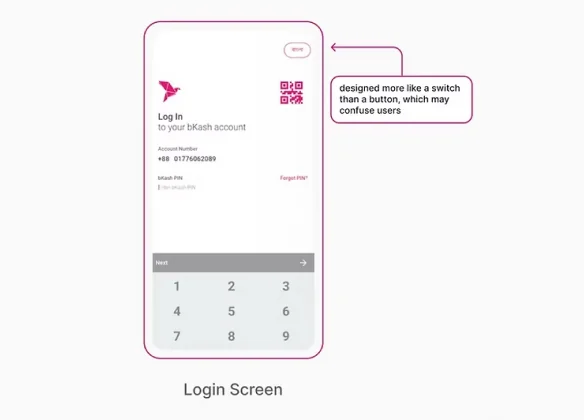 বাংলা
designed more like a switch
than a button, which may
confuse users
Log In
to your bKash account
Account Number
+88 01776062089
bKash PIN
Forgot PIN?
Next
1 2 3
4 5 6
7 8 9
Login Screen